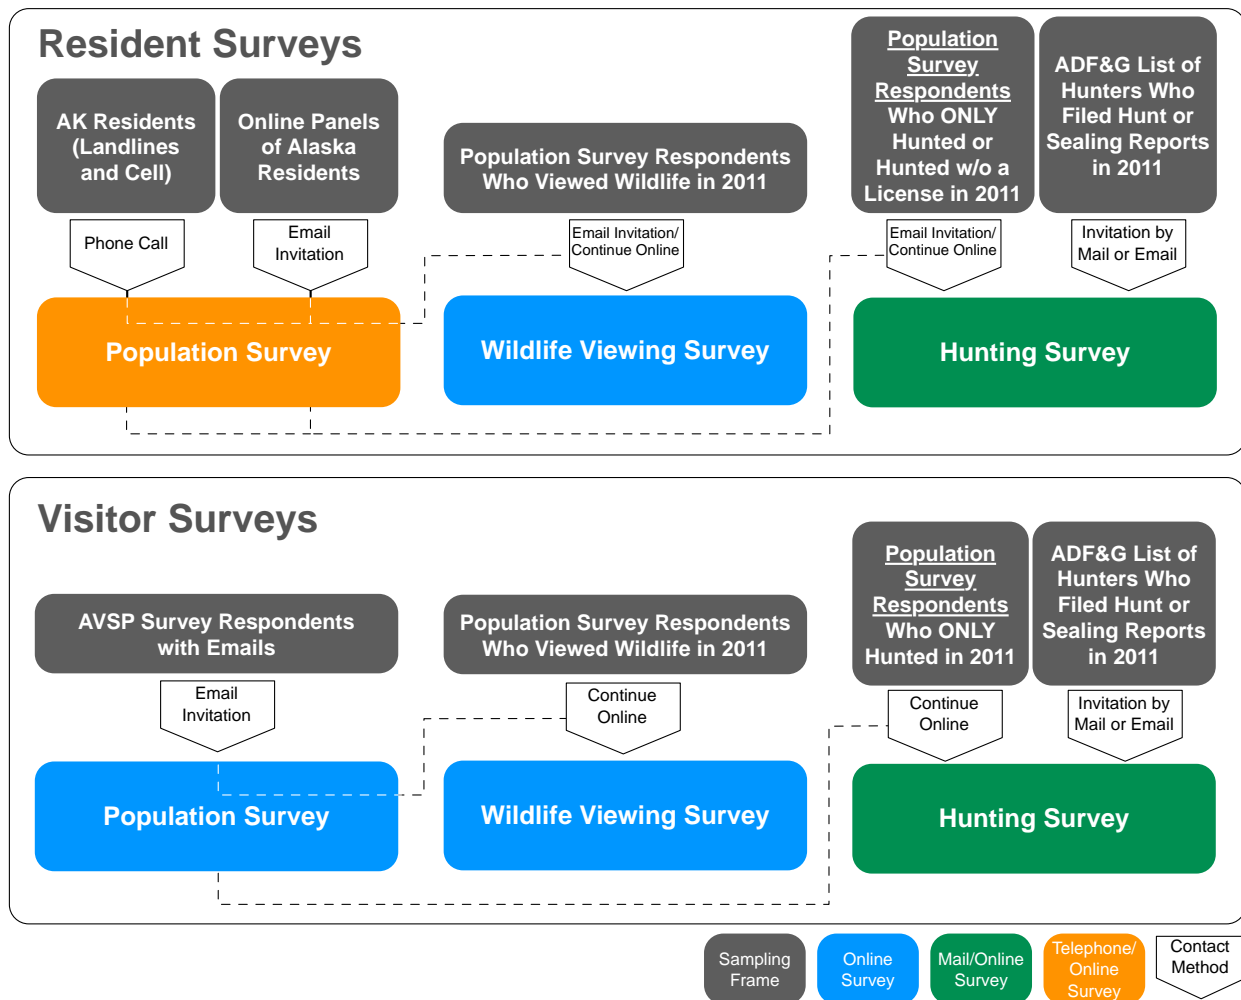 Resident Surveys
AK Residents
(Landlines
and Cell)
Online Panels
of Alaska
Residents
Population Survey Respondents
Who Viewed Wildlife in 2011
Population
Survey
Respondents
Who ONLY
Hunted or
Hunted w/o a
License in 2011
ADF&G List of
Hunters Who
Filed Hunt or
Sealing Reports
in 2011
Phone Call
Email
Invitation
Email Invitation/
Continue Online
Email Invitation/
Continue Online
Invitation by
Mail or Email
Population Survey
Wildlife Viewing Survey
Hunting Survey
Visitor Surveys
AVSP Survey Respondents
with Emails
Population Survey Respondents
Who Viewed Wildlife in 2011
Population
Survey
Respondents
Who ONLY
Hunted in 2011
ADF&G List of
Hunters Who
Filed Hunt or
Sealing Reports
in 2011
Email
Invitation
Continue
Online
Continue
Online
Invitation by
Mail or Email
Population Survey
Wildlife Viewing Survey
Hunting Survey
Sampling
Frame
Online
Survey
Mail/Online
Survey
Telephone/
Online
Survey
Contact
Method